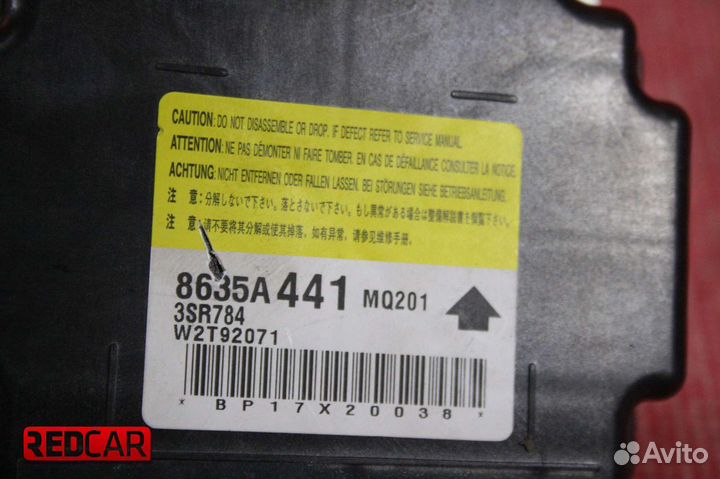 CAUTION: DO NOT DISASSEMBLE OR DROP. IF DEFECT REFER TO SERVICE MANUAL.
ATTENTION: NE PAS DÉMONTER NI FAIRE TOMBER. EN CAS DE DÉFAILLANCE CONSULTER LA NOTICE.
ACHTUNG: NICHT ENTFERNEN ODER FALLEN LASSEN. BEI STÖRUNGEN SIEHE BETRIEBSANLEITUNG.
注 意:分解しないで下さい。落とさないで下さい。もし異常がある場合は整備解説書を御覧下さい。
注 意:请不要将其分解或使其掉落。如有异常, 请参见维修手册.
8635A 441 MQ201
3SR784
W2T92071
* BP17X20038 *
REDCAR
Avito